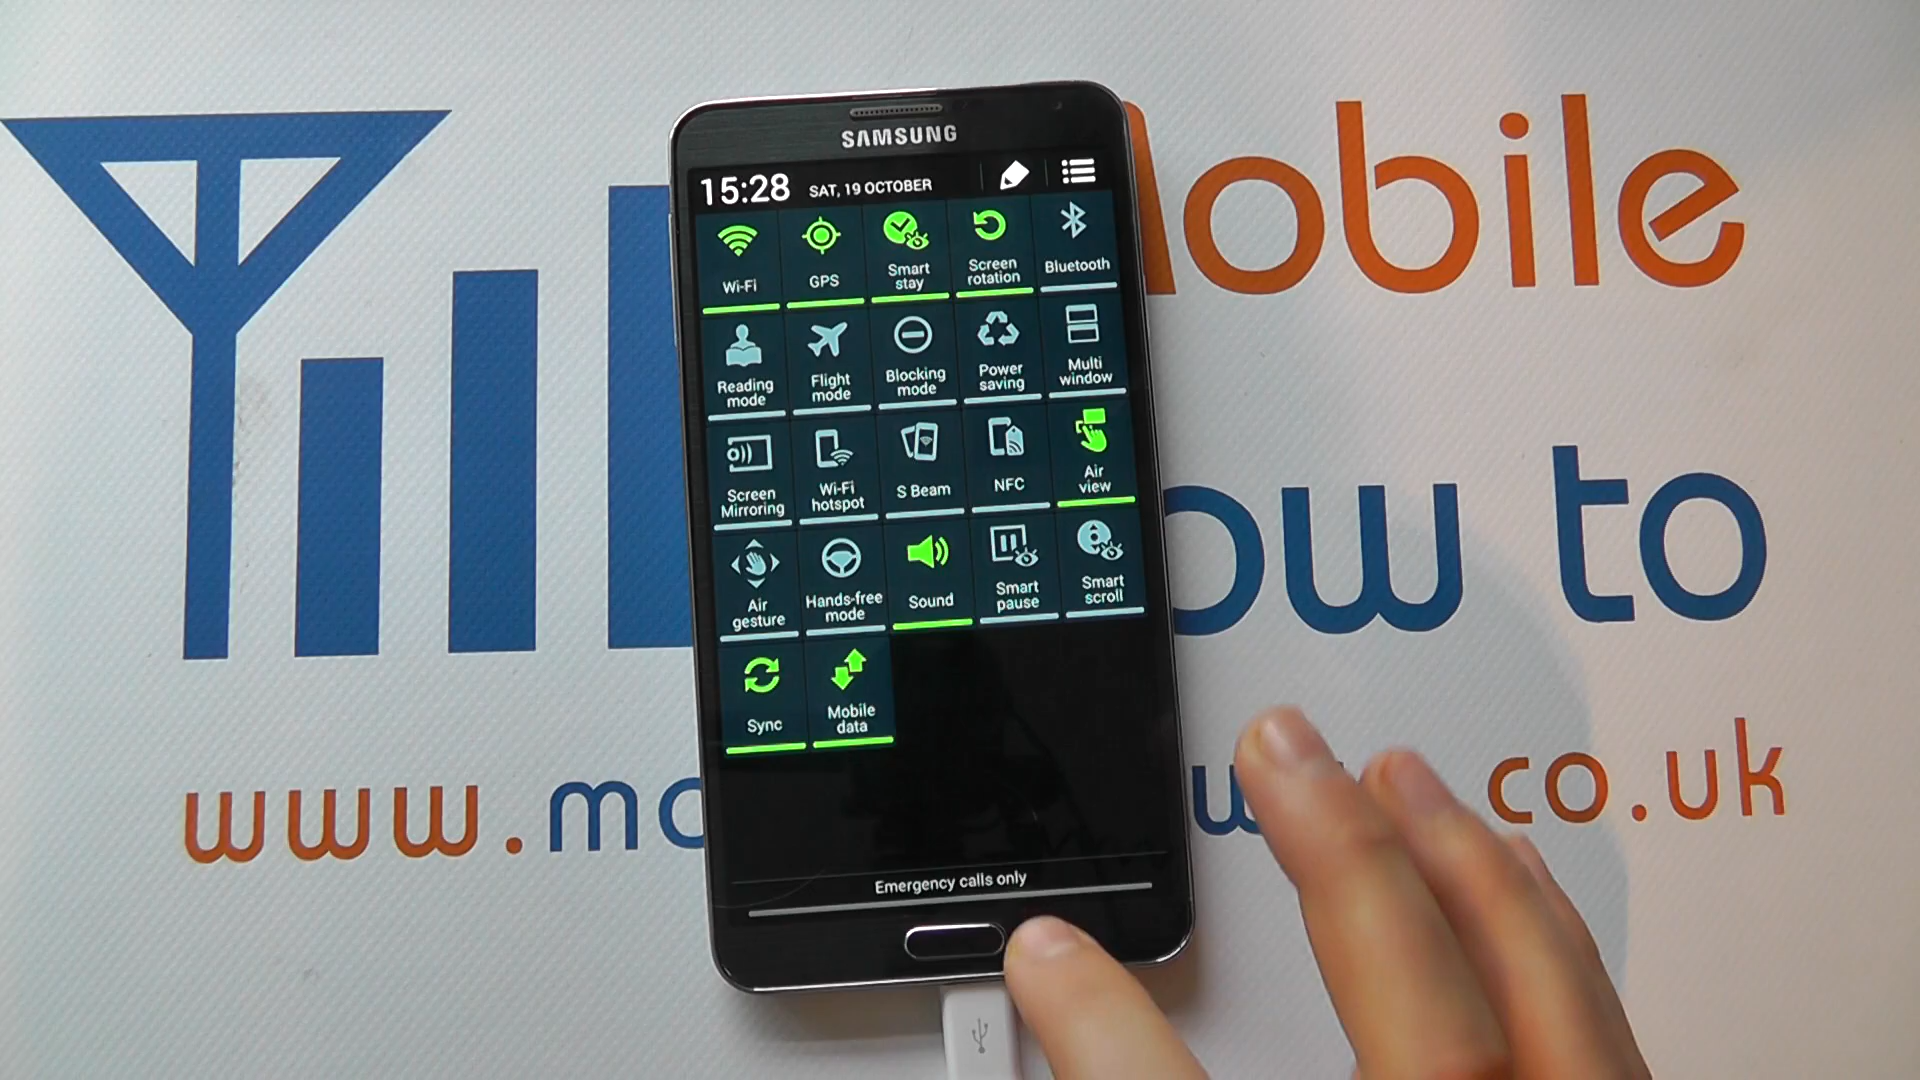 SAMSUNG
15:28 SAT, 19 OCTOBER
Wi-Fi
GPS
Smart
stay
Screen
rotation
Bluetooth
Reading
mode
Flight
mode
Blocking
mode
Power
saving
Multi
window
Screen
Mirroring
Wi-Fi
hotspot
S Beam
NFC
Air
view
Air
gesture
Hands-free
mode
Sound
Smart
pause
Smart
scroll
Sync
Mobile
data
Emergency calls only
Mobile
to
www.
.co.uk